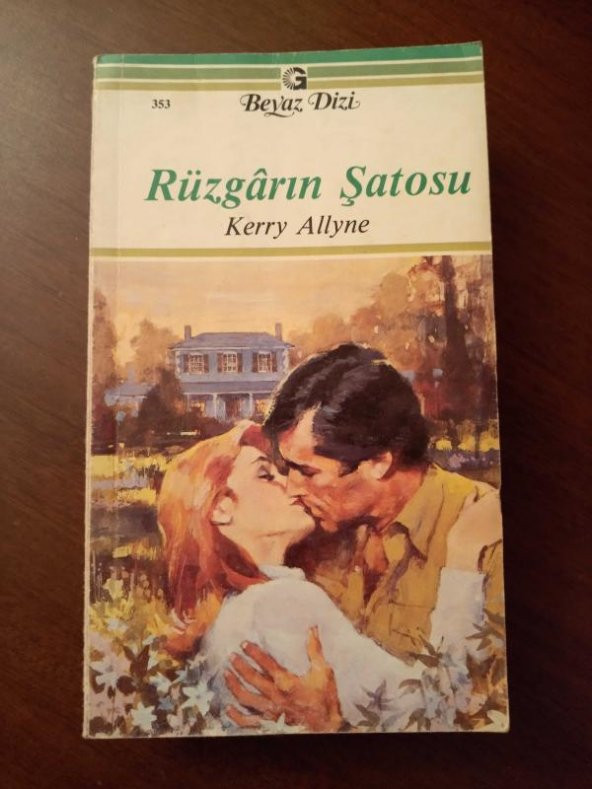 G
353
Beyaz Dizi
Rüzgârın Şatosu
Kerry Allyne